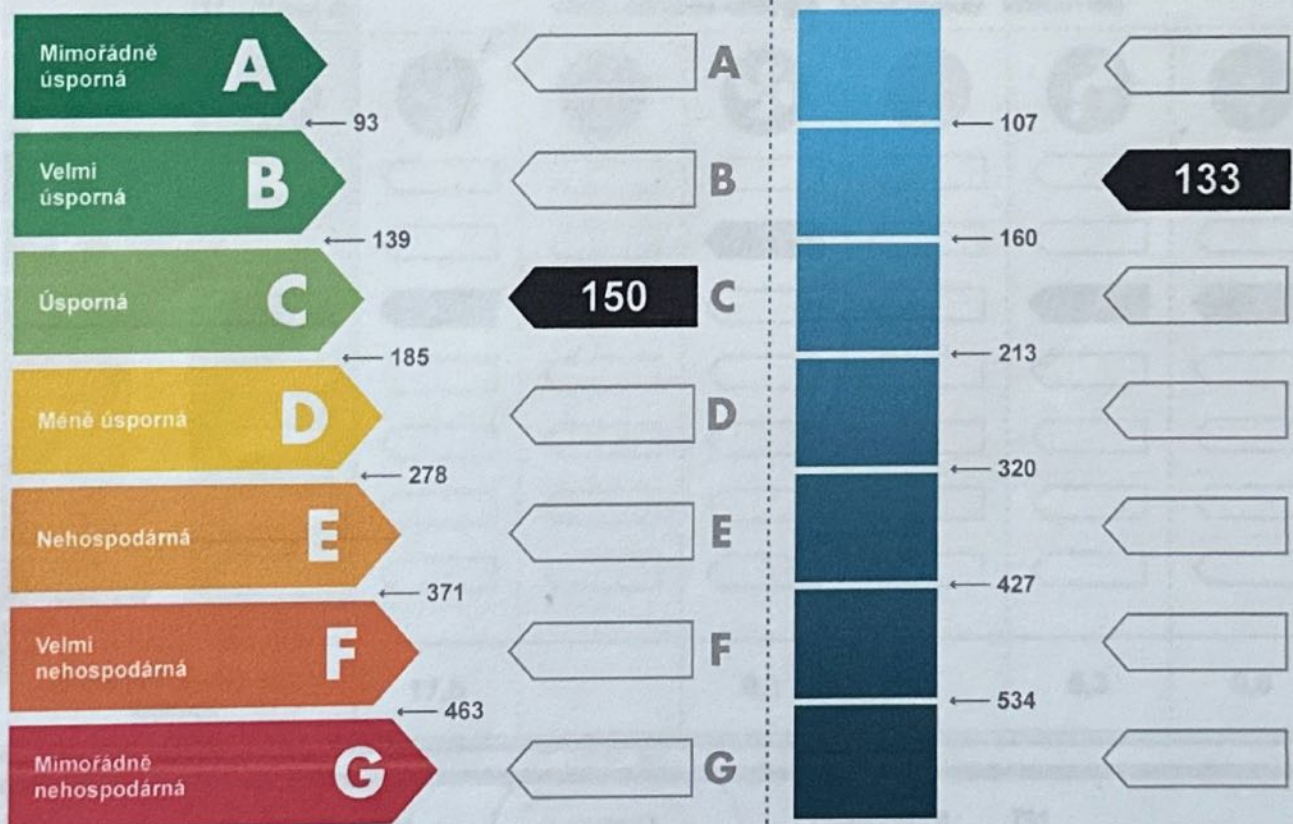 Mimořádně
úsporná
A
A
← 93
← 107
Velmi
úsporná
B
B
133
← 139
← 160
Úsporná
C
150
C
← 185
← 213
Méně úsporná
D
D
← 278
← 320
Nehospodárná
E
E
← 371
← 427
Velmi
nehospodárná
F
F
← 463
← 534
Mimořádně
nehospodárná
G
G